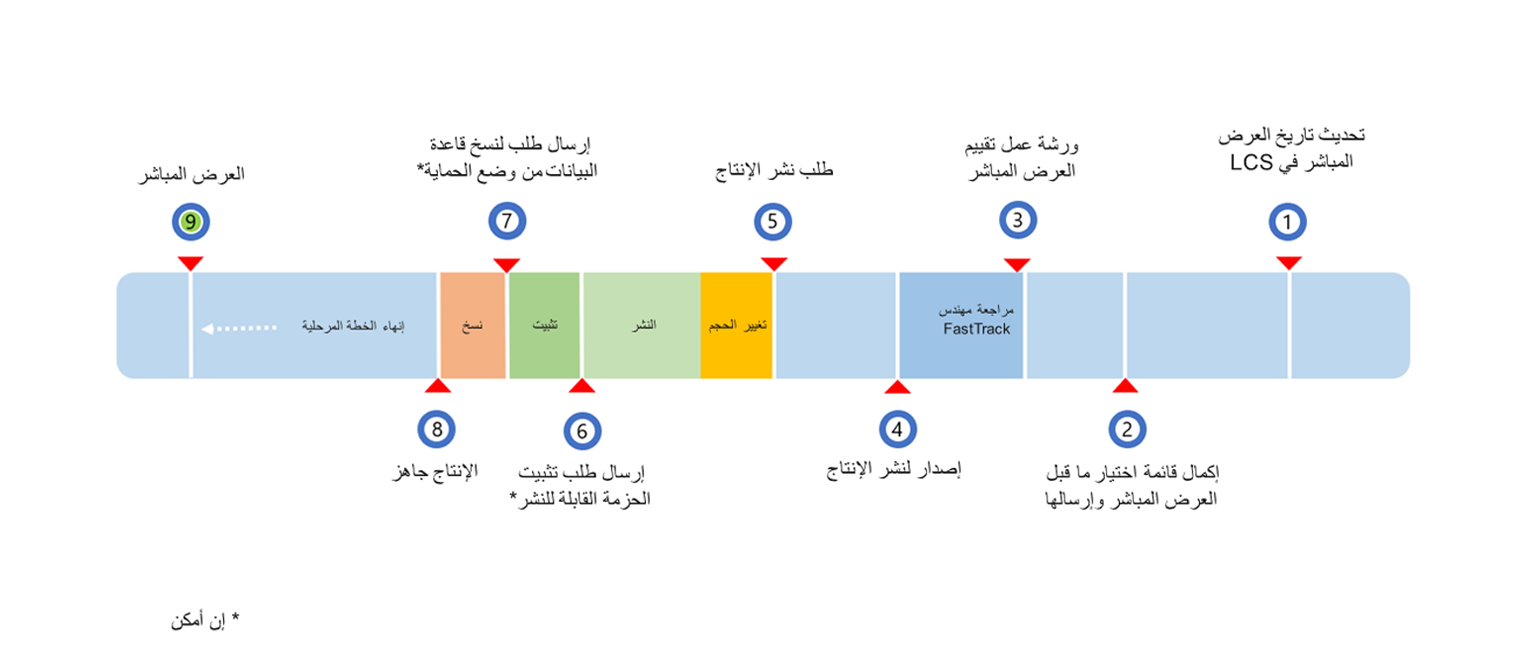 تحديث تاريخ العرض
المباشر في LCS
1
ورشة عمل تقييم
العرض المباشر
3
طلب نشر الإنتاج
5
إرسال طلب لنسخ قاعدة
البيانات من وضع الحماية*
7
العرض المباشر
9
مراجعة مهندس
FastTrack
تغيير الحجم
النشر
تثبيت
نسخ
إنهاء الخطة المرحلية
2
إكمال قائمة اختيار ما قبل
العرض المباشر وإرسالها
4
إصدار لنشر الإنتاج
6
إرسال طلب تثبيت
الحزمة القابلة للنشر*
8
الإنتاج جاهز
* إن أمكن